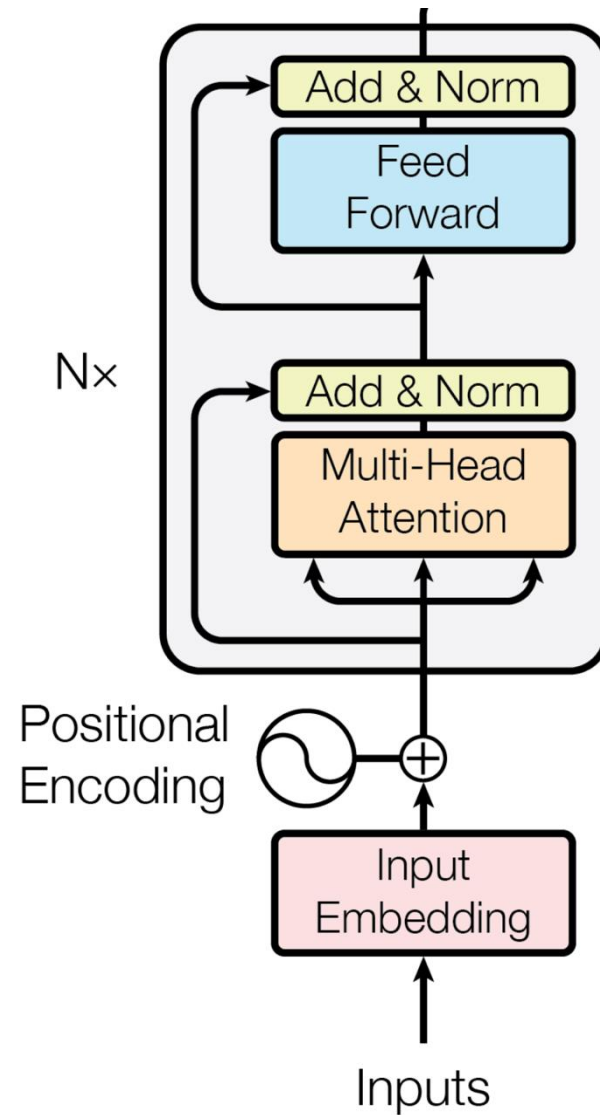 Add & Norm
Feed
Forward
N×
Add & Norm
Multi-Head
Attention
Positional
Encoding
Input
Embedding
Inputs